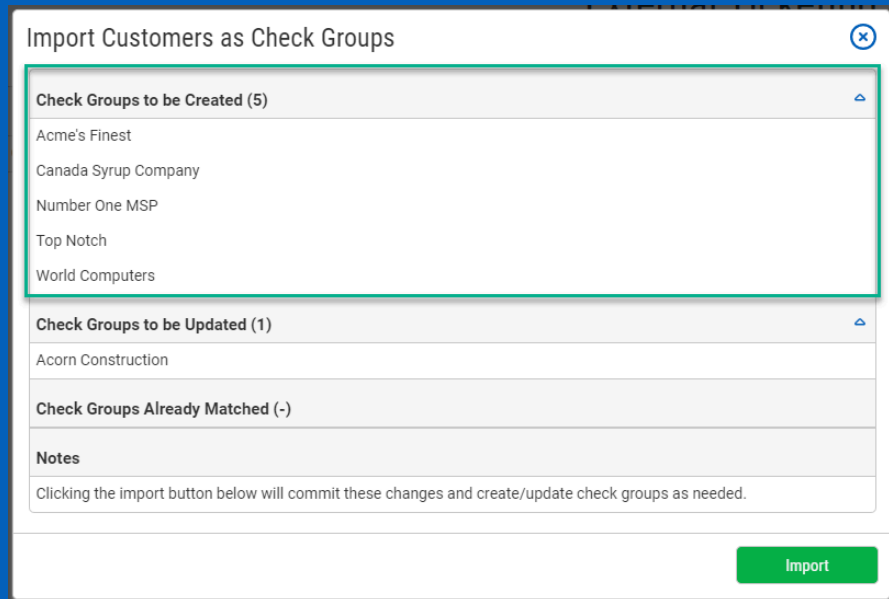 Import Customers as Check Groups
Check Groups to be Created (5)
Acme's Finest
Canada Syrup Company
Number One MSP
Top Notch
World Computers
Check Groups to be Updated (1)
Acorn Construction
Check Groups Already Matched (-)
Notes
Clicking the import button below will commit these changes and create/update check groups as needed.
Import